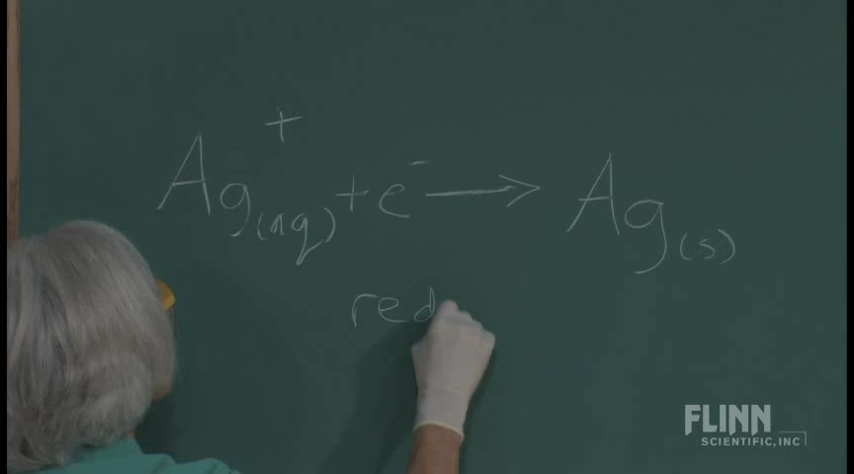 Ag⁺(aq) + e⁻ → Ag(s)
red
FLINN
SCIENTIFIC, INC